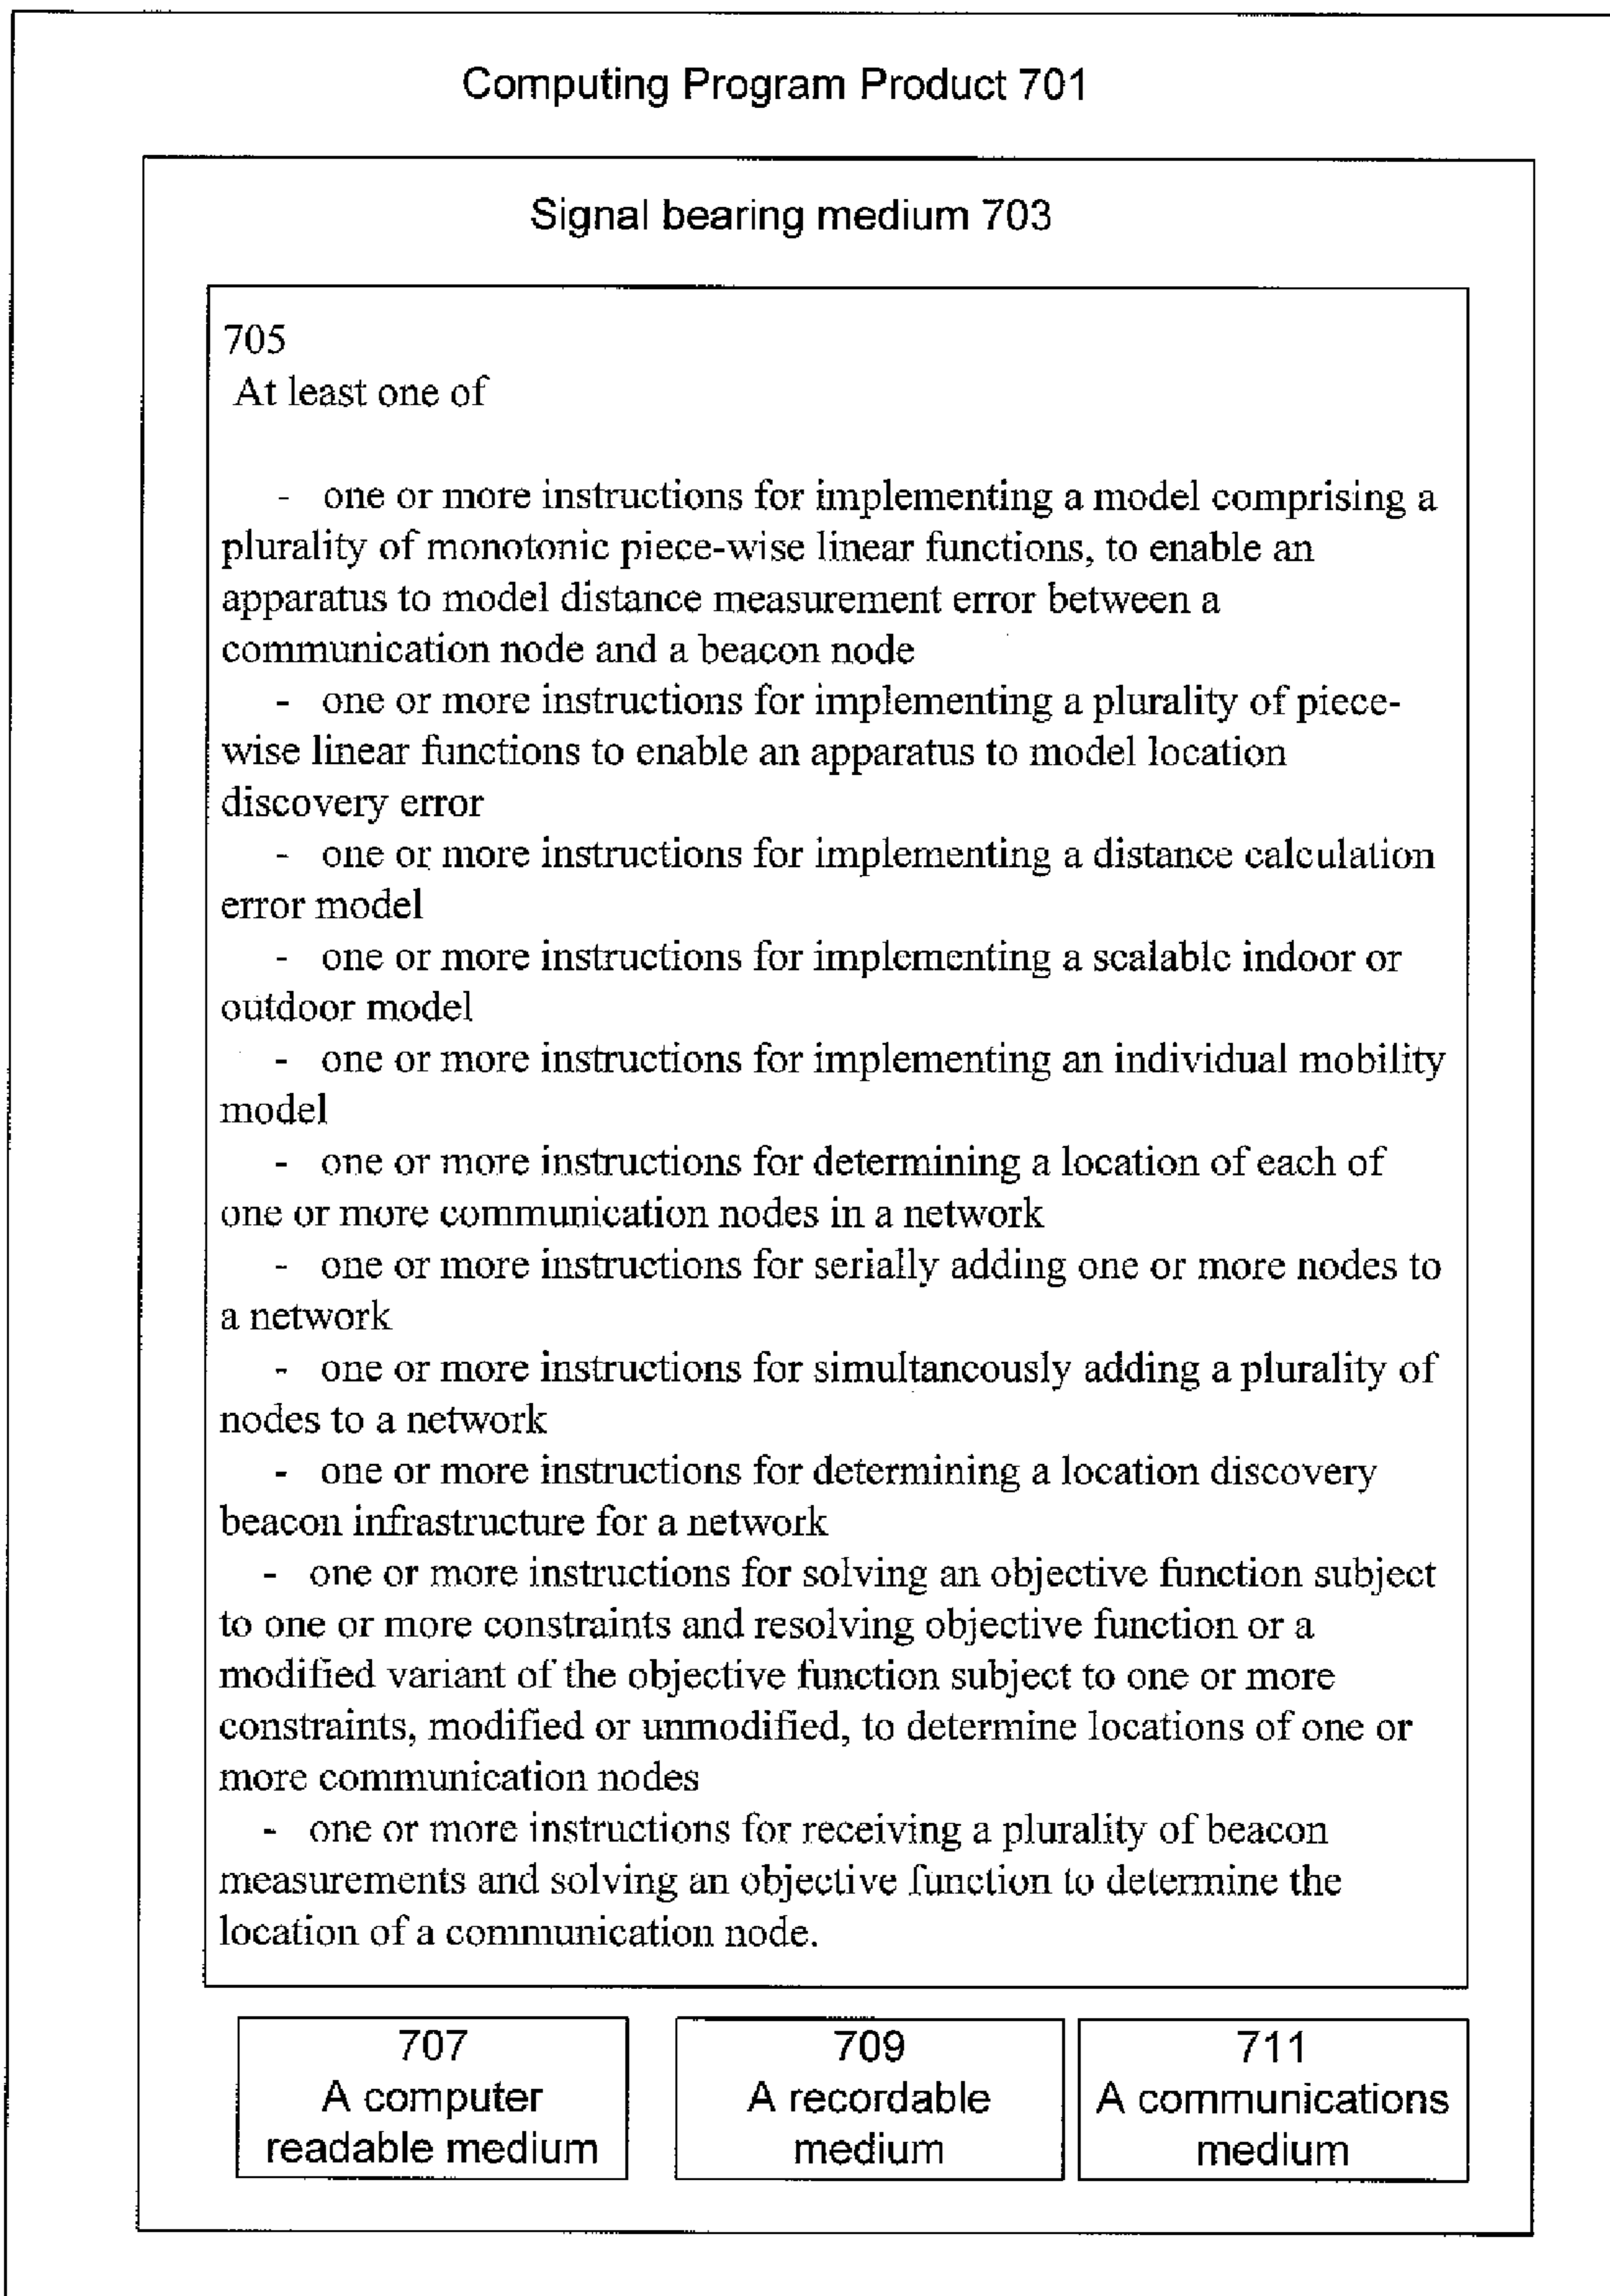 Computing Program Product 701
Signal bearing medium 703
705
At least one of
- one or more instructions for implementing a model comprising a
plurality of monotonic piece-wise linear functions, to enable an
apparatus to model distance measurement error between a
communication node and a beacon node
- one or more instructions for implementing a plurality of piece-
wise linear functions to enable an apparatus to model location
discovery error
- one or more instructions for implementing a distance calculation
error model
- one or more instructions for implementing a scalable indoor or
outdoor model
- one or more instructions for implementing an individual mobility
model
- one or more instructions for determining a location of each of
one or more communication nodes in a network
- one or more instructions for serially adding one or more nodes to
a network
- one or more instructions for simultaneously adding a plurality of
nodes to a network
- one or more instructions for determining a location discovery
beacon infrastructure for a network
- one or more instructions for solving an objective function subject
to one or more constraints and resolving objective function or a
modified variant of the objective function subject to one or more
constraints, modified or unmodified, to determine locations of one or
more communication nodes
- one or more instructions for receiving a plurality of beacon
measurements and solving an objective function to determine the
location of a communication node.
707
A computer
readable medium
709
A recordable
medium
711
A communications
medium